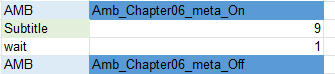 AMB Amb_Chapter06_meta_On
Subtitle 9
wait 1
AMB Amb_Chapter06_meta_Off